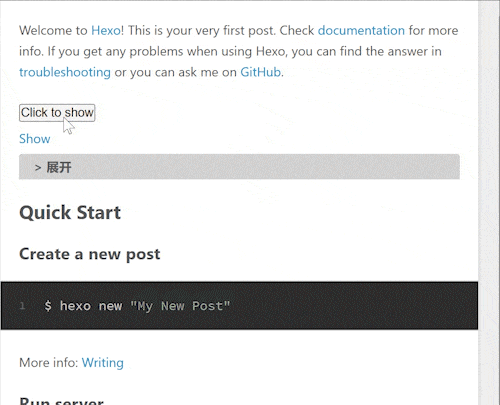 Welcome to Hexo! This is your very first post. Check documentation for more
info. If you get any problems when using Hexo, you can find the answer in
troubleshooting or you can ask me on GitHub.
Click to show
Show
> 展开
Quick Start
Create a new post
1 $ hexo new "My New Post"
More info: Writing
Run server